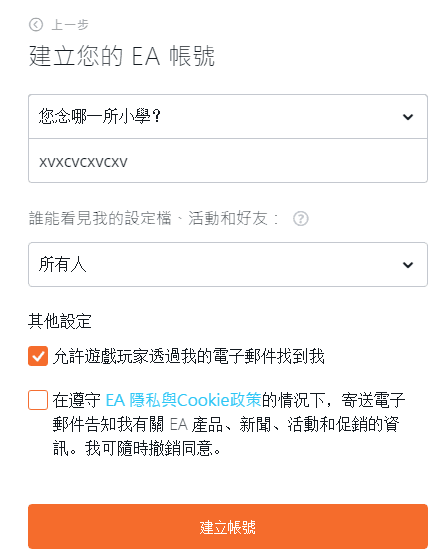 上一步
建立您的 EA 帳號
您念哪一所小學？
xvxcvcxvcxv
誰能看見我的設定檔、活動和好友： ?
所有人
其他設定
允許遊戲玩家透過我的電子郵件找到我
在遵守 EA 隱私與Cookie政策的情況下，寄送電子
郵件告知我有關 EA 產品、新聞、活動和促銷的資
訊。我可隨時撤銷同意。
建立帳號